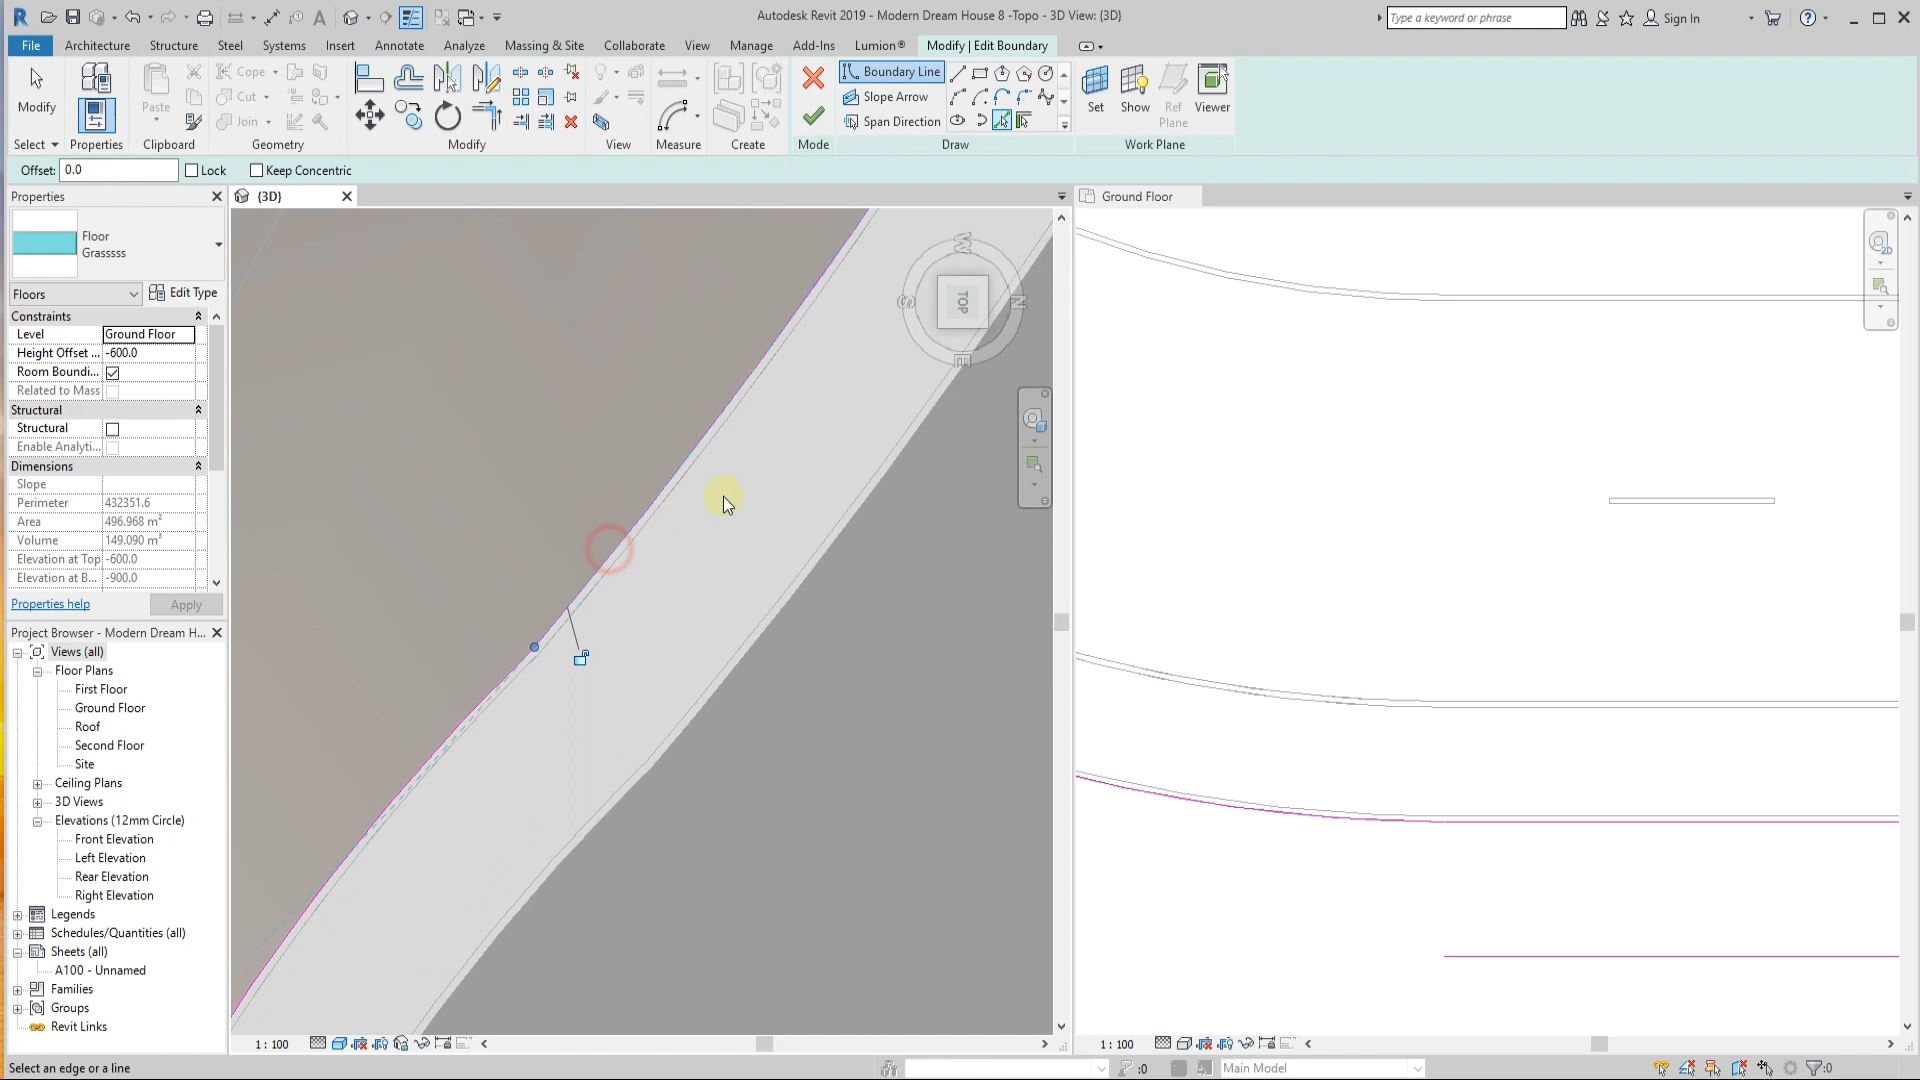 Autodesk Revit 2019 - Modern Dream House 8 -Topo - 3D View: {3D}
Type a keyword or phrase
Sign In
File
Architecture
Structure
Steel
Systems
Insert
Annotate
Analyze
Massing & Site
Collaborate
View
Manage
Add-Ins
Lumion®
Modify | Edit Boundary
Modify
Select
Properties
Paste
Clipboard
Cope
Cut
Join
Geometry
Modify
View
Measure
Create
Mode
Boundary Line
Slope Arrow
Span Direction
Draw
Set
Show
Ref
Plane
Viewer
Work Plane
Offset:
0.0
Lock
Keep Concentric
Properties
Floor
Grasssss
Floors
Edit Type
Constraints
Level
Ground Floor
Height Offset ...
-600.0
Room Boundi...
Related to Mass
Structural
Structural
Enable Analyti...
Dimensions
Slope
Perimeter
432351.6
Area
496.968 m²
Volume
149.090 m³
Elevation at Top
-600.0
Elevation at B...
-900.0
Properties help
Apply
Project Browser - Modern Dream H...
Views (all)
Floor Plans
First Floor
Ground Floor
Roof
Second Floor
Site
Ceiling Plans
3D Views
Elevations (12mm Circle)
Front Elevation
Left Elevation
Rear Elevation
Right Elevation
Legends
Schedules/Quantities (all)
Sheets (all)
A100 - Unnamed
Families
Groups
Revit Links
{3D}
W
S
TOP
N
E
1 : 100
Ground Floor
2D
1 : 100
Select an edge or a line
:0
Main Model
:0